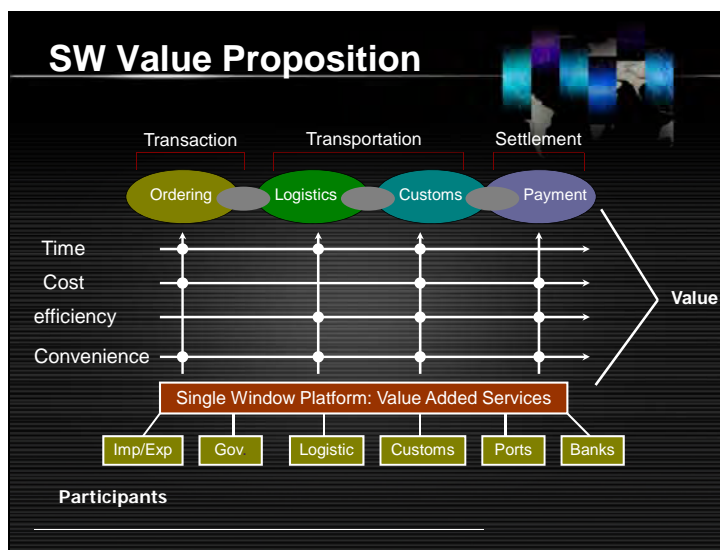 SW Value Proposition
Transaction Transportation Settlement
Ordering Logistics Customs Payment
Time
Cost
efficiency
Value
Convenience
Single Window Platform: Value Added Services
Imp/Exp Gov. Logistic Customs Ports Banks
Participants